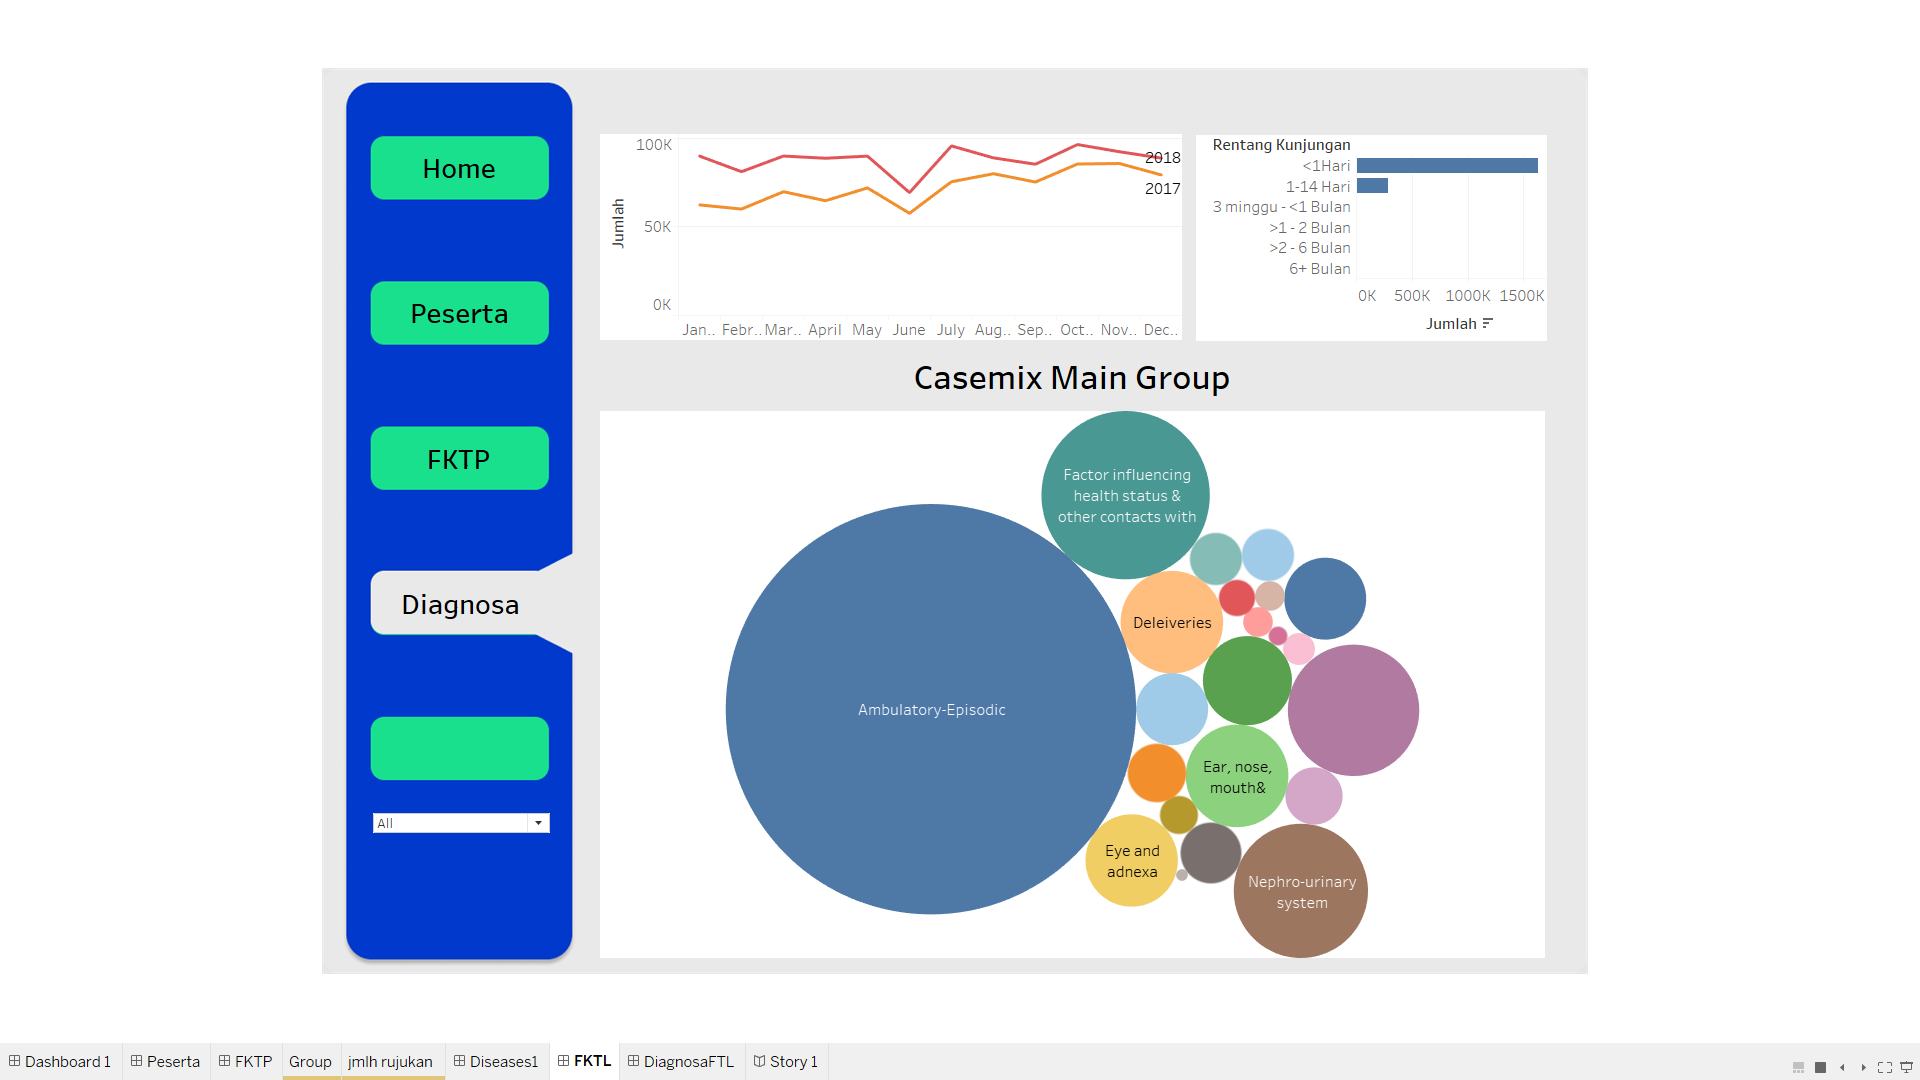 Home
Peserta
FKTP
Diagnosa
All
100K
50K
0K
Jumlah
2018
2017
Jan..
Febr..
Mar..
April
May
June
July
Aug..
Sep..
Oct..
Nov..
Dec..
Rentang Kunjungan
<1Hari
1-14 Hari
3 minggu - <1 Bulan
>1 - 2 Bulan
>2 - 6 Bulan
6+ Bulan
0K
500K
1000K
1500K
Jumlah
Casemix Main Group
Factor influencing
health status &
other contacts with
Deleiveries
Ambulatory-Episodic
Ear, nose,
mouth&
Eye and
adnexa
Nephro-urinary
system
Dashboard 1
Peserta
FKTP
Group
jmlh rujukan
Diseases1
FKTL
DiagnosaFTL
Story 1